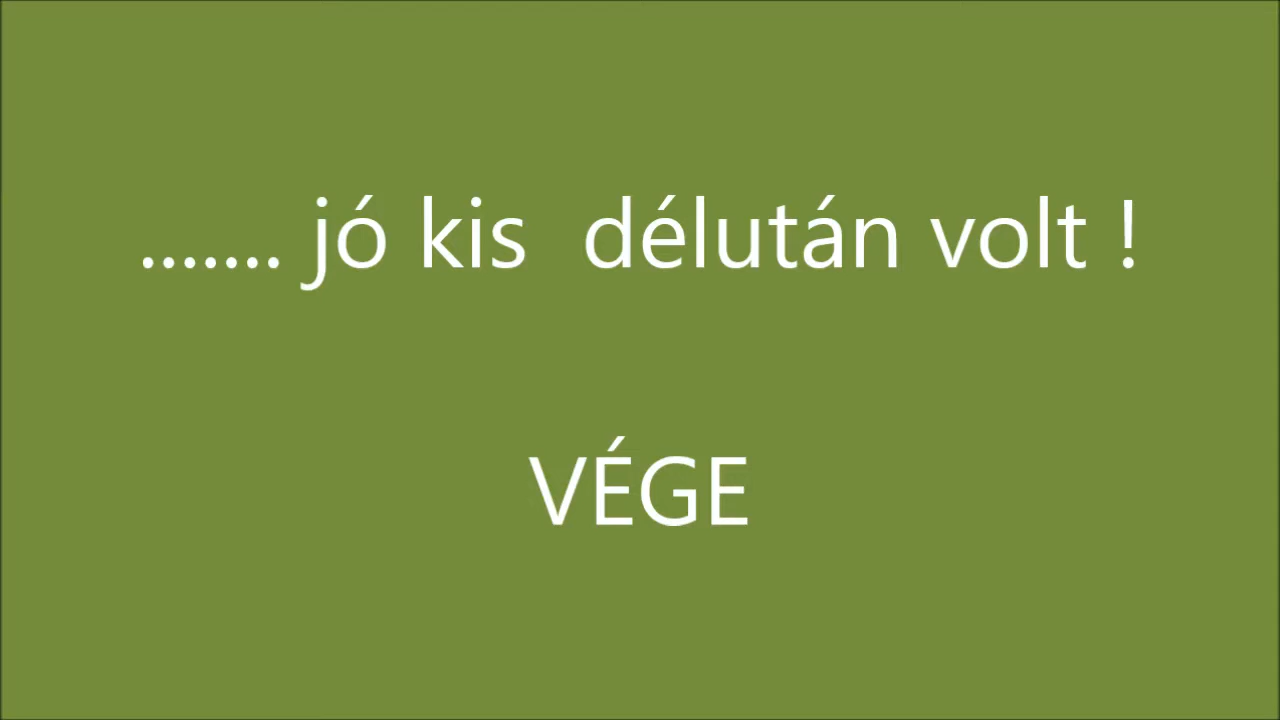 ....... jó kis  délután volt !
VÉGE